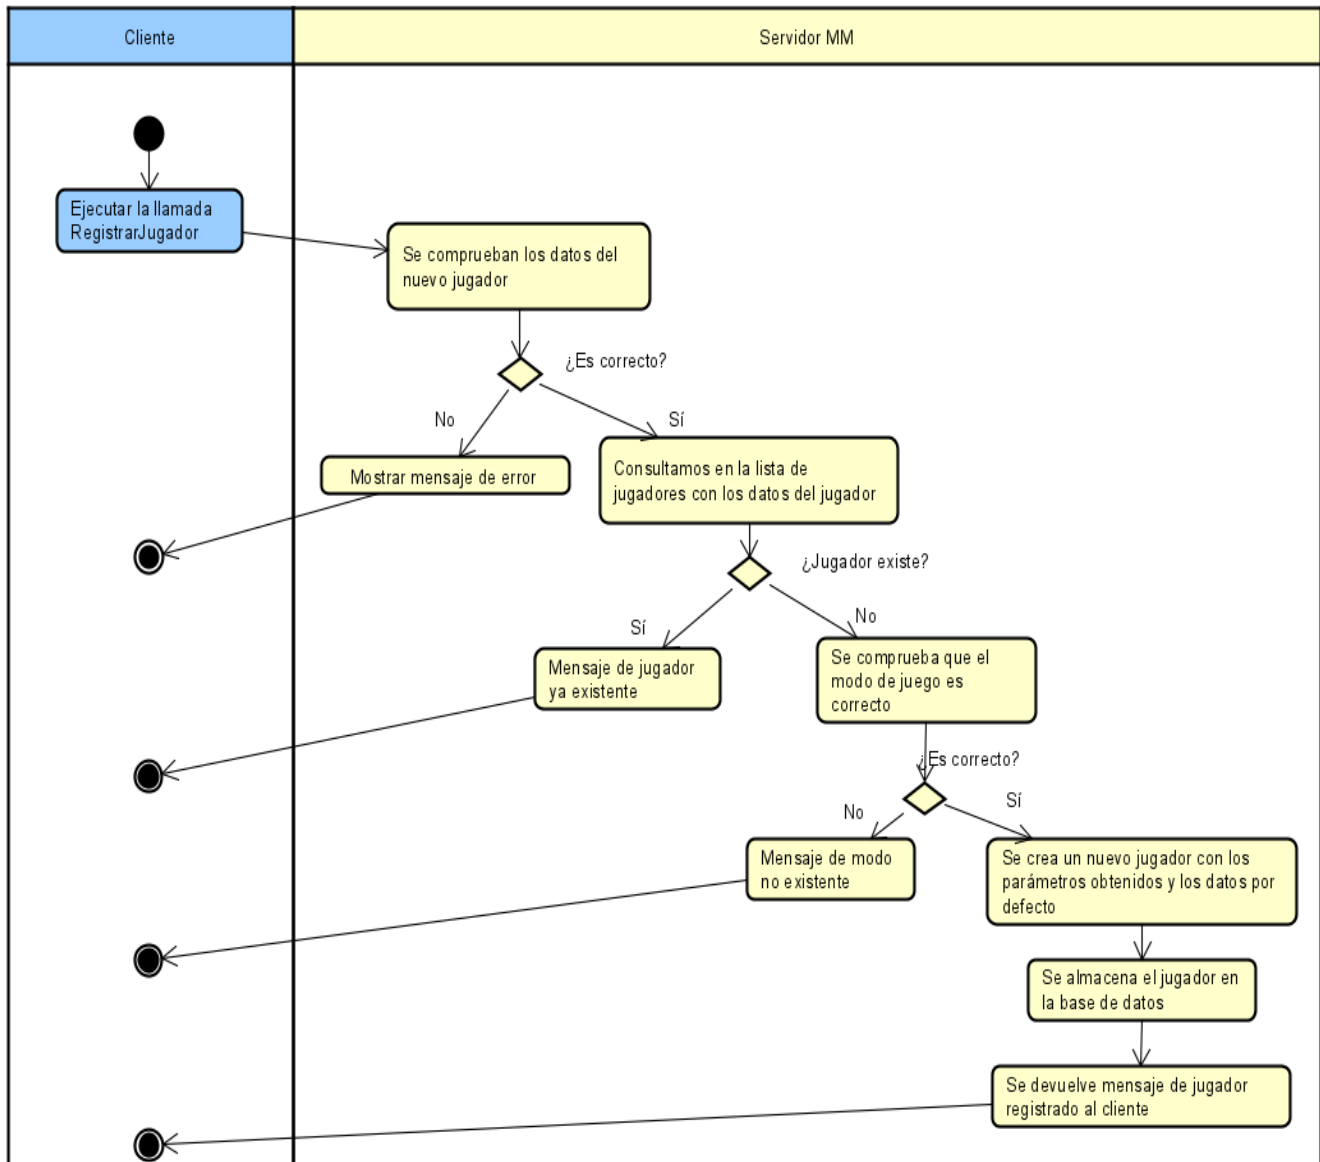 Cliente
Servidor MM
Ejecutar la llamada
RegistrarJugador
Se comprueban los datos del
nuevo jugador
¿Es correcto?
No
Sí
Mostrar mensaje de error
Consultamos en la lista de
jugadores con los datos del jugador
¿Jugador existe?
Sí
No
Mensaje de jugador
ya existente
Se comprueba que el
modo de juego es
correcto
¿Es correcto?
No
Sí
Mensaje de modo
no existente
Se crea un nuevo jugador con los
parámetros obtenidos y los datos por
defecto
Se almacena el jugador en
la base de datos
Se devuelve mensaje de jugador
registrado al cliente